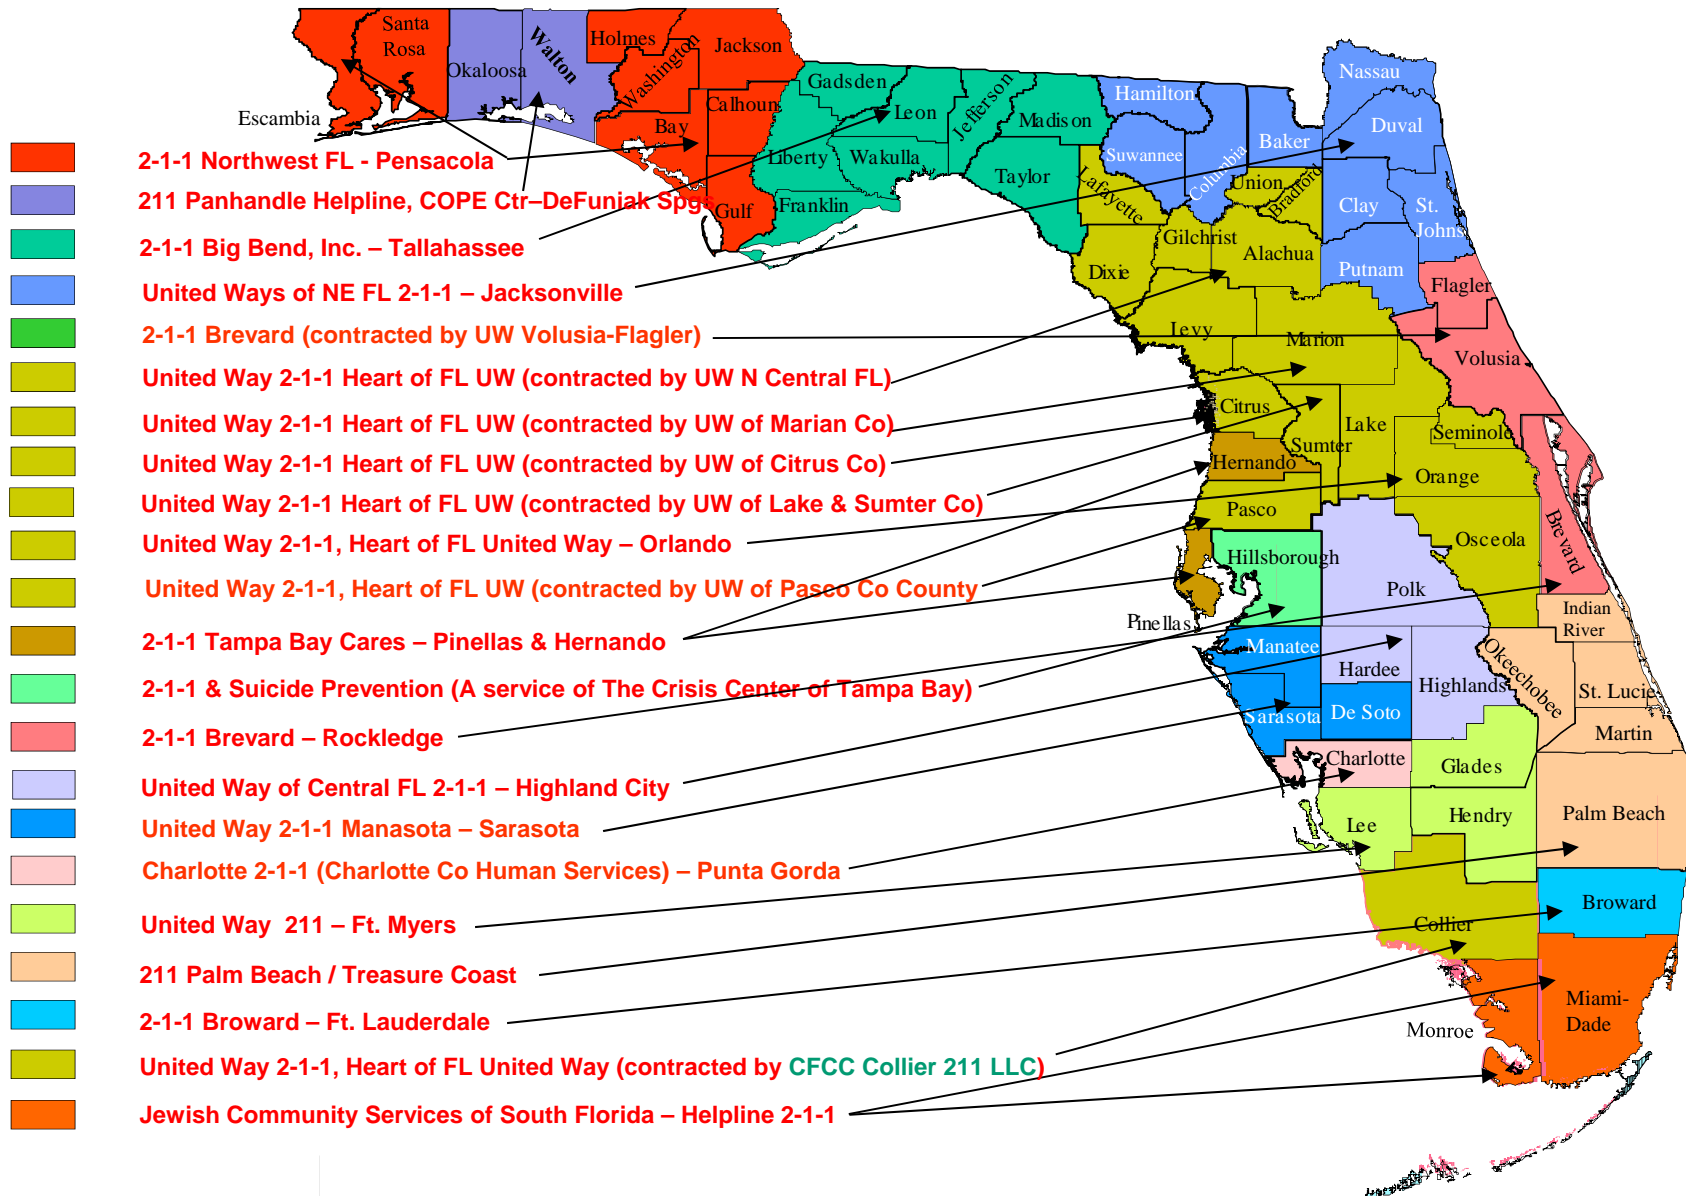 Santa
Rosa
Okaloosa
Walton
Holmes
Washington
Jackson
Calhoun
Bay
Gulf
Escambia
Gadsden
Leon
Jefferson
Madison
Liberty
Wakulla
Franklin
Taylor
Hamilton
Suwannee
Columbia
Baker
Nassau
Duval
Clay
St.
Johns
Putnam
Lafayette
Union
Bradford
Gilchrist
Alachua
Dixie
Levy
Marion
Flagler
Volusia
Citrus
Sumter
Lake
Seminole
Orange
Hernando
Pasco
Osceola
Brevard
Hillsborough
Pinellas
Polk
Indian
River
Manatee
Hardee
Highlands
Okeechobee
St. Lucie
Sarasota
De Soto
Martin
Charlotte
Glades
Lee
Hendry
Palm Beach
Collier
Broward
Monroe
Miami-
Dade
2-1-1 Northwest FL - Pensacola
211 Panhandle Helpline, COPE Ctr–DeFuniak Spgs
2-1-1 Big Bend, Inc. – Tallahassee
United Ways of NE FL 2-1-1 – Jacksonville
2-1-1 Brevard (contracted by UW Volusia-Flagler)
United Way 2-1-1 Heart of FL UW (contracted by UW N Central FL)
United Way 2-1-1 Heart of FL UW (contracted by UW of Marian Co)
United Way 2-1-1 Heart of FL UW (contracted by UW of Citrus Co)
United Way 2-1-1 Heart of FL UW (contracted by UW of Lake & Sumter Co)
United Way 2-1-1, Heart of FL United Way – Orlando
United Way 2-1-1, Heart of FL UW (contracted by UW of Pasco Co County
2-1-1 Tampa Bay Cares – Pinellas & Hernando
2-1-1 & Suicide Prevention (A service of The Crisis Center of Tampa Bay)
2-1-1 Brevard – Rockledge
United Way of Central FL 2-1-1 – Highland City
United Way 2-1-1 Manasota – Sarasota
Charlotte 2-1-1 (Charlotte Co Human Services) – Punta Gorda
United Way 211 – Ft. Myers
211 Palm Beach / Treasure Coast
2-1-1 Broward – Ft. Lauderdale
United Way 2-1-1, Heart of FL United Way (contracted by CFCC Collier 211 LLC)
Jewish Community Services of South Florida – Helpline 2-1-1